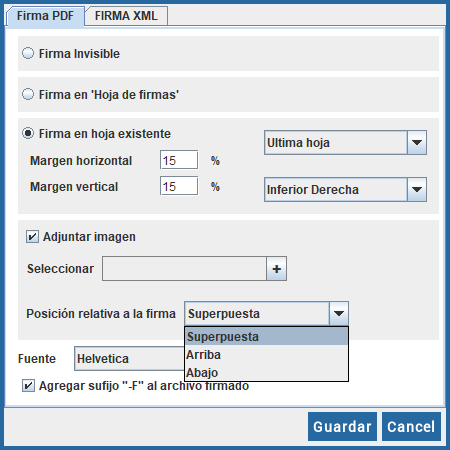 Firma PDF
FIRMA XML
Firma Invisible
Firma en 'Hoja de firmas'
Firma en hoja existente
Ultima hoja
Margen horizontal 15 %
Margen vertical 15 %
Inferior Derecha
Adjuntar imagen
Seleccionar +
Posición relativa a la firma Superpuesta
Superpuesta
Arriba
Abajo
Fuente Helvetica
Agregar sufijo "-F" al archivo firmado
Guardar Cancel